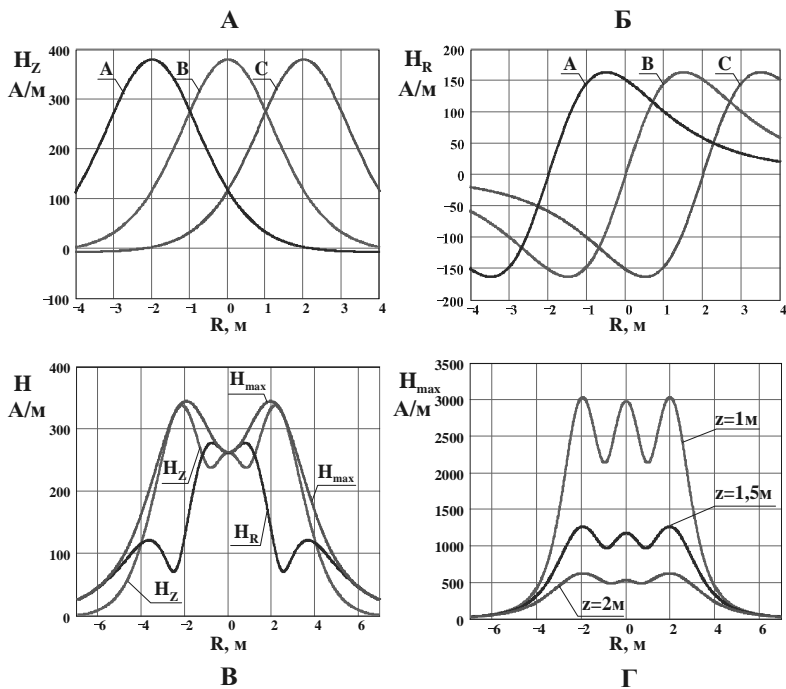 А
Б
H_Z
А/м
400
300
200
100
0
−100
A
B
C
−4
−3
−2
−1
0
1
2
3
4
R, м
H_R
А/м
200
150
100
50
0
−50
−100
−150
−200
A
B
C
−4
−3
−2
−1
0
1
2
3
4
R, м
H
А/м
400
300
200
100
0
H_max
H_Z
H_max
H_R
H_Z
−6
−4
−2
0
2
4
6
R, м
H_max
А/м
3500
3000
2500
2000
1500
1000
500
0
z=1м
z=1,5м
z=2м
−6
−4
−2
0
2
4
6
R, м
В
Г